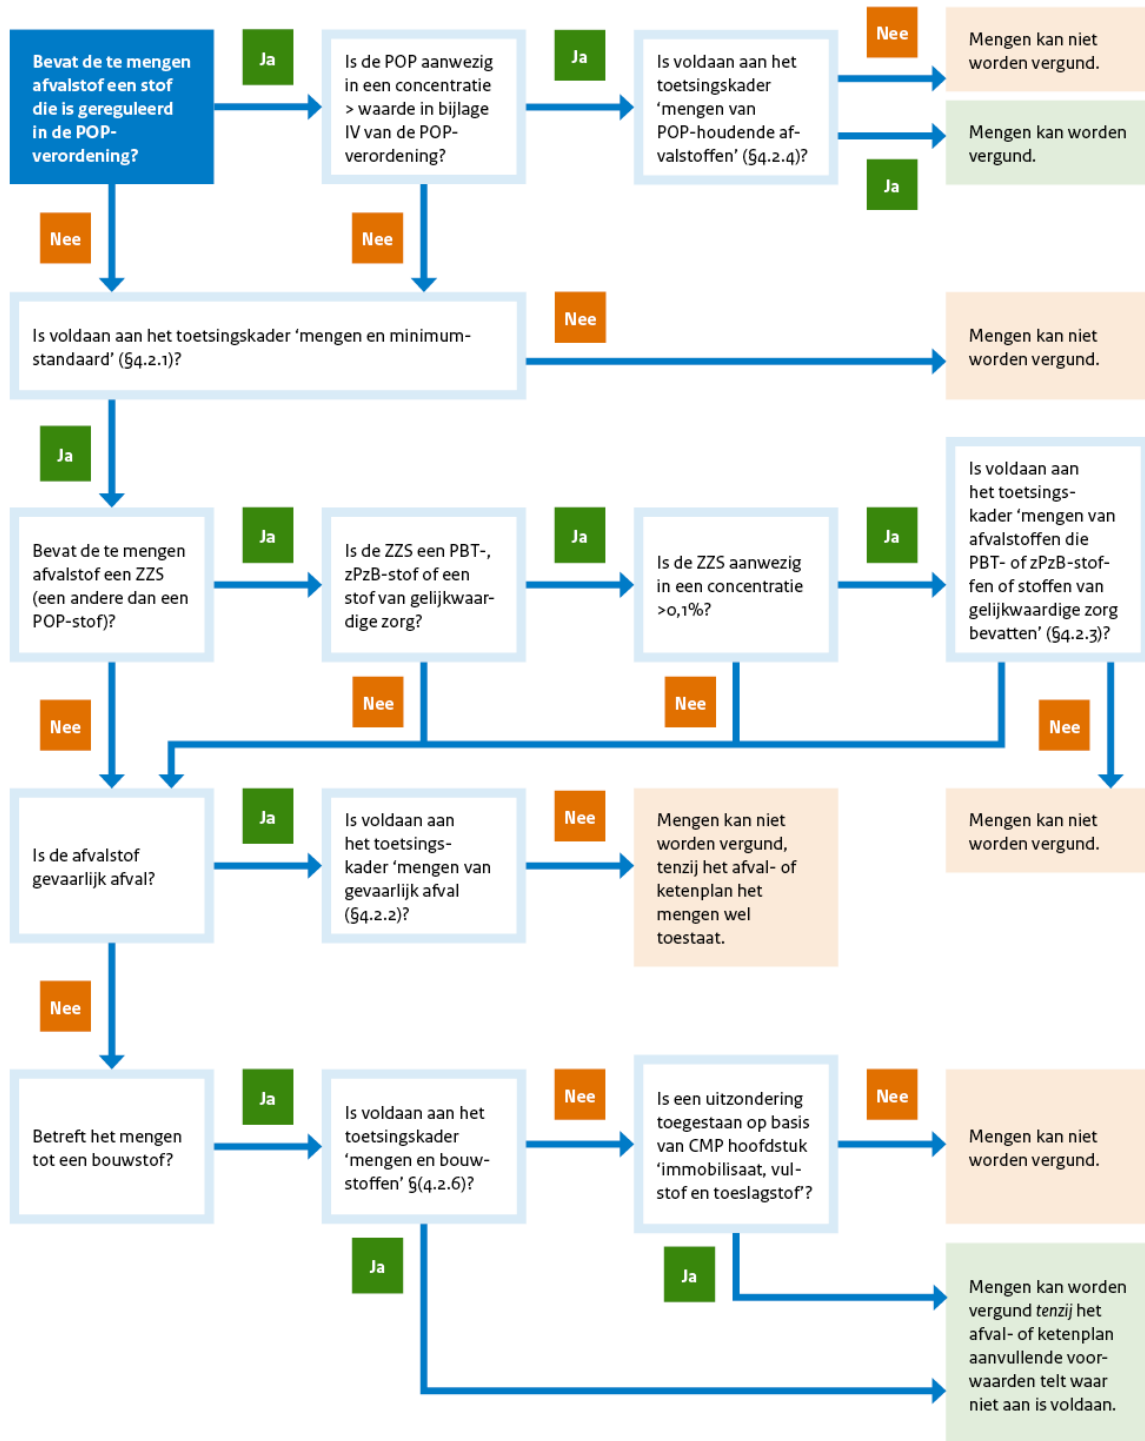 Bevat de te mengen
afvalstof een stof
die is gereguleerd
in de POP-
verordening?
Ja
Is de POP aanwezig
in een concentratie
> waarde in bijlage
IV van de POP-
verordening?
Ja
Is voldaan aan het
toetsingskader
‘mengen van
POP-houdende af-
valstoffen’ (§4.2.4)?
Nee
Mengen kan niet
worden vergund.
Ja
Mengen kan worden
vergund.
Nee
Nee
Is voldaan aan het toetsingskader ‘mengen en minimum-
standaard’ (§4.2.1)?
Nee
Mengen kan niet
worden vergund.
Ja
Bevat de te mengen
afvalstof een ZZS
(een andere dan een
POP-stof)?
Ja
Is de ZZS een PBT-,
zPzB-stof of een
stof van gelijkwaar-
dige zorg?
Ja
Is de ZZS aanwezig
in een concentratie
>0,1%?
Ja
Is voldaan aan
het toetsings-
kader ‘mengen van
afvalstoffen die
PBT- of zPzB-stof-
fen of stoffen van
gelijkwaardige zorg
bevatten’ (§4.2.3)?
Nee
Nee
Nee
Nee
Mengen kan niet
worden vergund.
Is de afvalstof
gevaarlijk afval?
Ja
Is voldaan aan
het toetsings-
kader ‘mengen van
gevaarlijk afval
(§4.2.2)?
Nee
Mengen kan niet
worden vergund,
tenzij het afval- of
ketenplan het
mengen wel
toestaat.
Nee
Betreft het mengen
tot een bouwstof?
Ja
Is voldaan aan het
toetsingskader
‘mengen en bouw-
stoffen’ §(4.2.6)?
Nee
Is een uitzondering
toegestaan op basis
van CMP hoofdstuk
‘immobilisaat, vul-
stof en toeslagstof’?
Nee
Mengen kan niet
worden vergund.
Ja
Ja
Mengen kan worden
vergund tenzij het
afval- of ketenplan
aanvullende voor-
waarden telt waar
niet aan is voldaan.